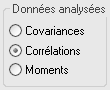 Données analysées
Covariances
Corrélations
Moments